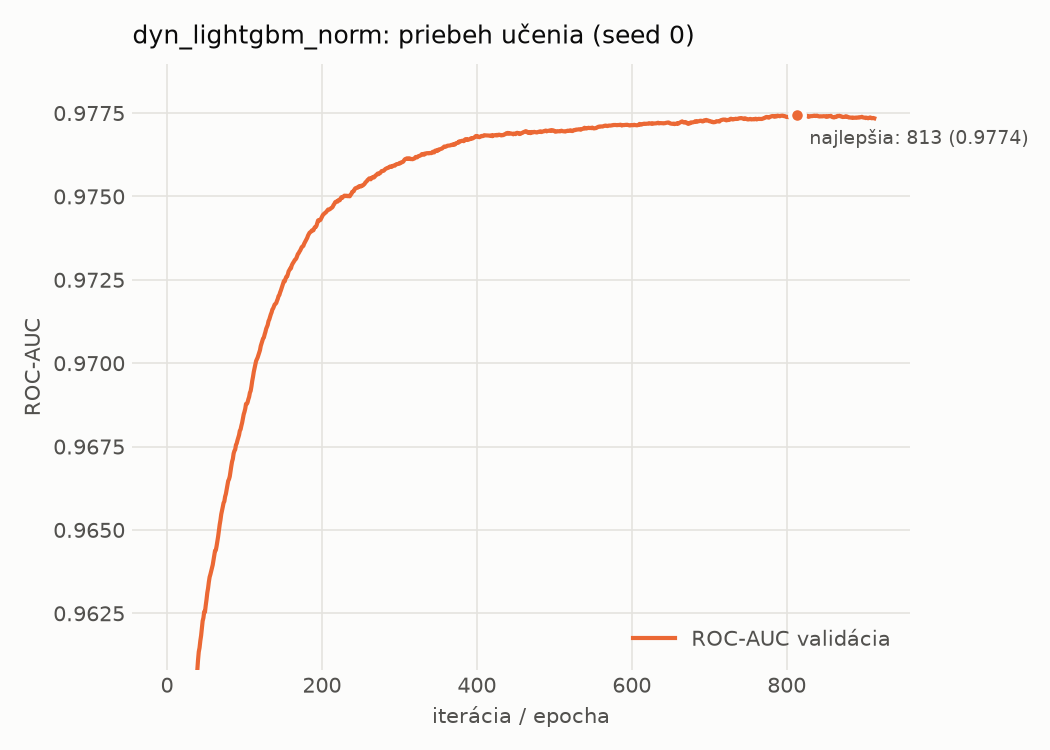 dyn_lightgbm_norm: priebeh učenia (seed 0)
0.9775
najlepšia: 813 (0.9774)
0.9750
0.9725
0.9700
0.9675
0.9650
0.9625
ROC-AUC
ROC-AUC validácia
0 200 400 600 800
iterácia / epocha